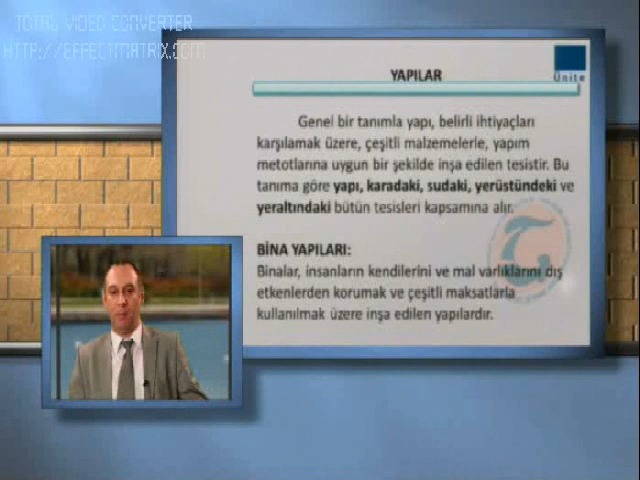 TOTAL VIDEO CONVERTER
HTTP://EFFECTMATRIX.COM
Ünite
YAPILAR
Genel bir tanımla yapı, belirli ihtiyaçları
karşılamak üzere, çeşitli malzemelerle, yapım
metotlarına uygun bir şekilde inşa edilen tesistir. Bu
tanıma göre yapı, karadaki, sudaki, yerüstündeki ve
yeraltındaki bütün tesisleri kapsamına alır.
BİNA YAPILARI:
Binalar, insanların kendilerini ve mal varlıklarını dış
etkenlerden korumak ve çeşitli maksatlarla
kullanılmak üzere inşa edilen yapılardır.